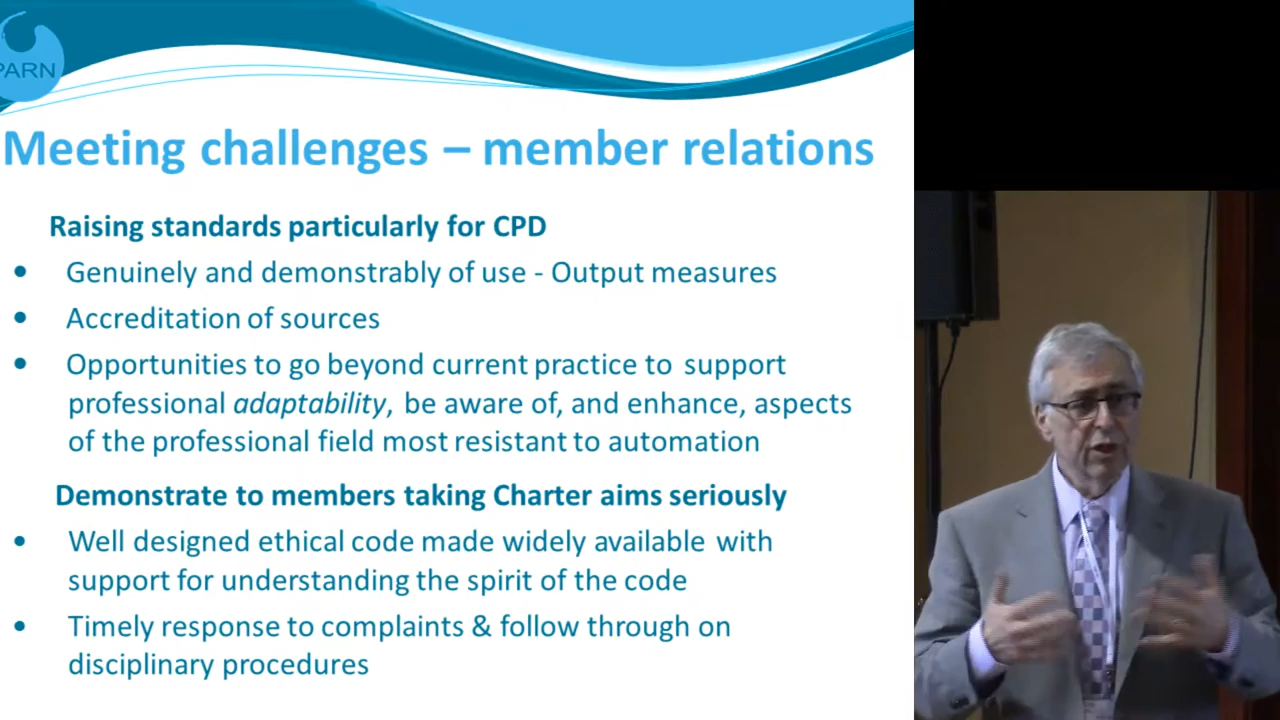 PARN
Meeting challenges – member relations
Raising standards particularly for CPD
• Genuinely and demonstrably of use - Output measures
• Accreditation of sources
• Opportunities to go beyond current practice to support
professional adaptability, be aware of, and enhance, aspects
of the professional field most resistant to automation
Demonstrate to members taking Charter aims seriously
• Well designed ethical code made widely available with
support for understanding the spirit of the code
• Timely response to complaints & follow through on
disciplinary procedures